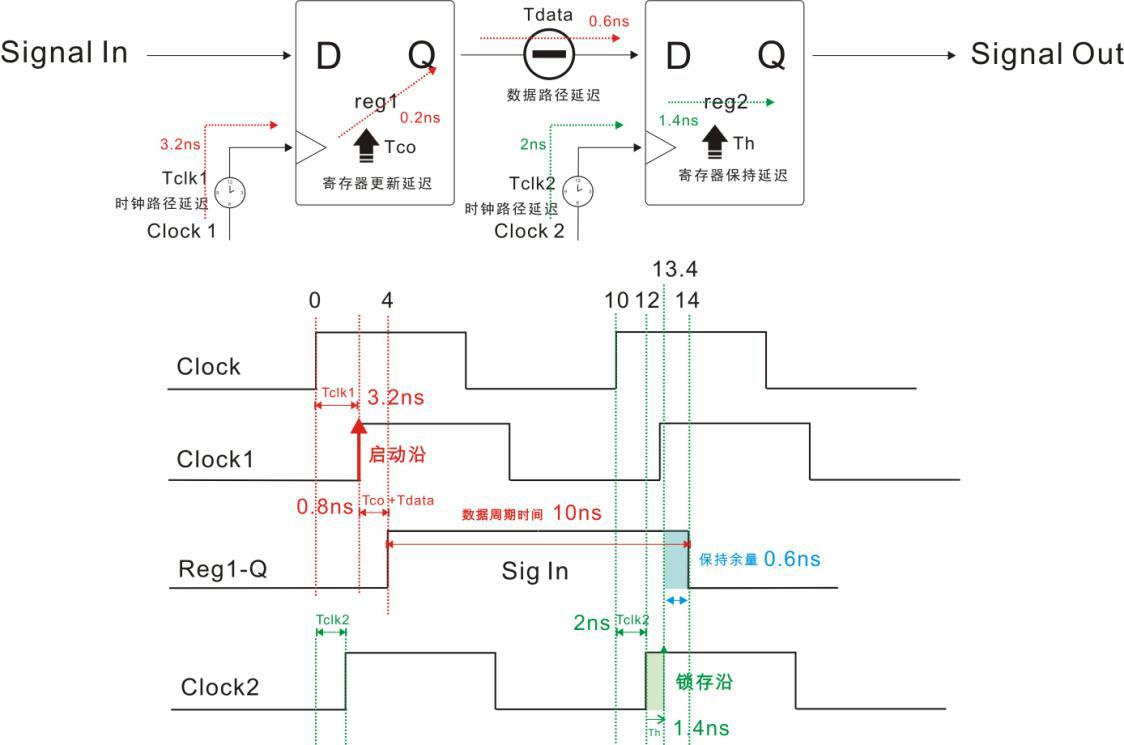 Tdata
0.6ns
Signal In
D
Q
D
Q
Signal Out
数据路径延迟
reg1
0.2ns
reg2
1.4ns
3.2ns
Tco
2ns
Th
Tclk1
寄存器更新延迟
Tclk2
寄存器保持延迟
时钟路径延迟
时钟路径延迟
Clock 1
Clock 2
13.4
0
4
10
12
14
Clock
Tclk1
3.2ns
Clock1
启动沿
0.8ns
Tco+Tdata
数据周期时间 10ns
Reg1-Q
Sig In
保持余量 0.6ns
Tclk2
2ns
Tclk2
Clock2
锁存沿
Th
1.4ns